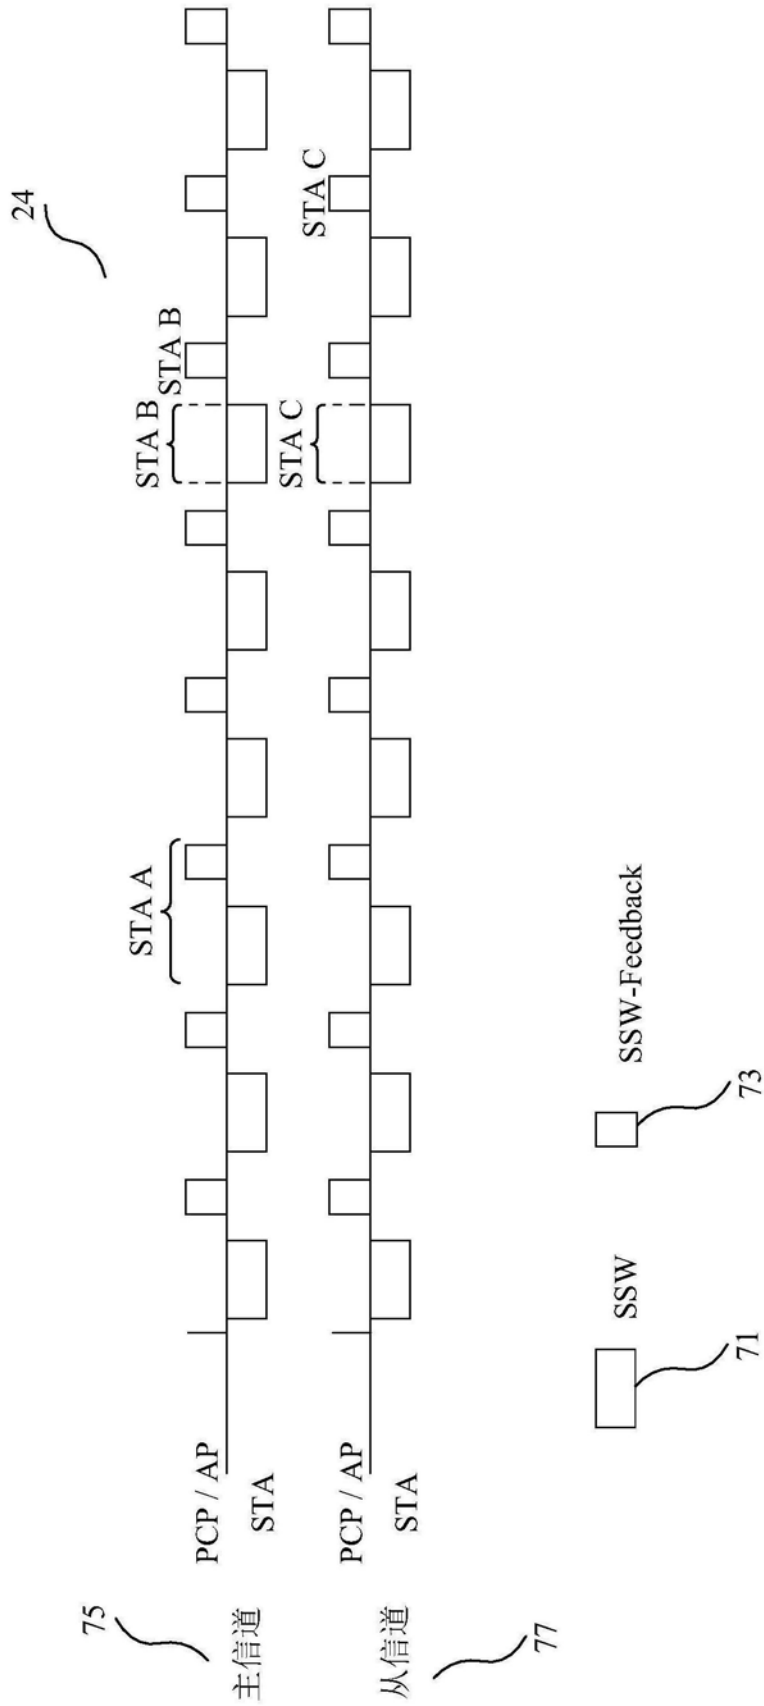 24
75
主信道
PCP / AP
STA
STA A
STA B
STA B
77
从信道
PCP / AP
STA
STA C
STA C
SSW
71
SSW-Feedback
73